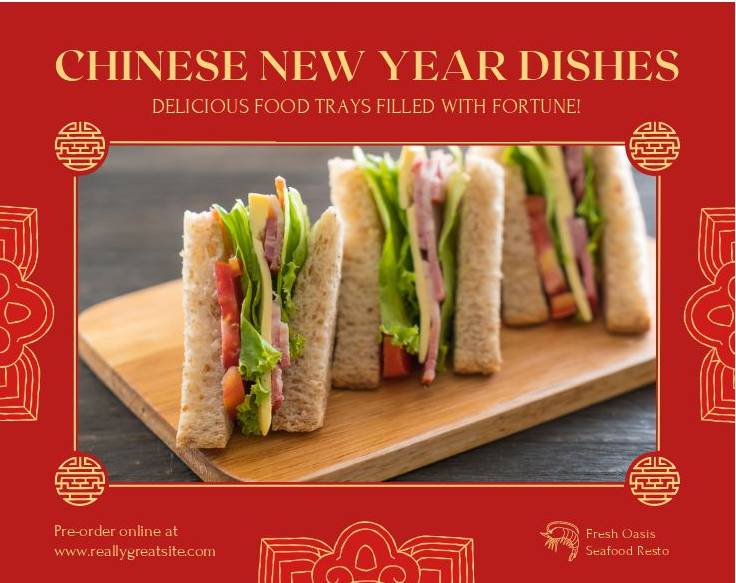 CHINESE NEW YEAR DISHES
DELICIOUS FOOD TRAYS FILLED WITH FORTUNE!
Pre-order online at
www.reallygreatsite.com
Fresh Oasis
Seafood Resto